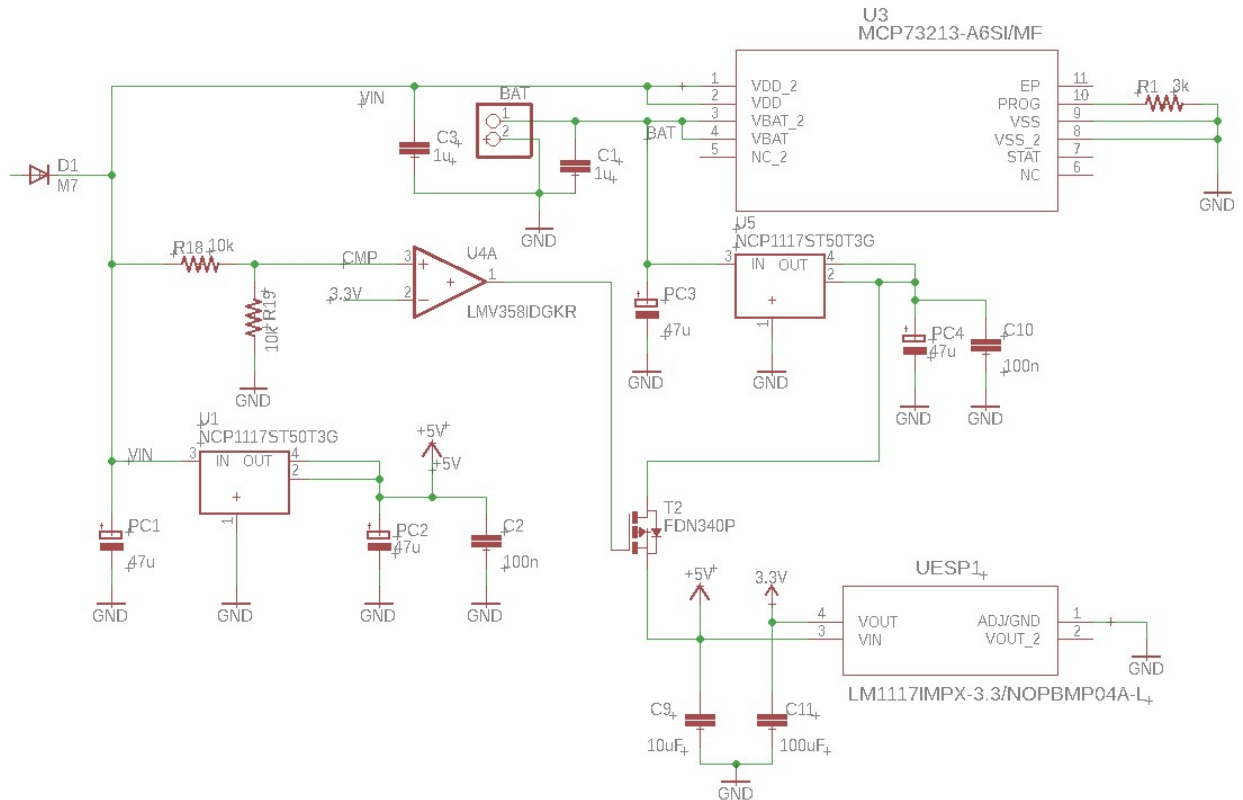 U3
MCP73213-A6SI/MF
1 VDD_2
2 VDD
3 VBAT_2
4 VBAT
5 NC_2
EP 11
PROG 10
VSS 9
VSS_2 8
STAT 7
NC 6
R1 3k
GND
VIN
BAT
1
2
BAT
C3
1u
C1
1u
GND
D1
M7
R18 10k
CMP
3.3V
3
2
1
U4A
LMV358IDGKR
R19
10k
GND
U5
NCP1117ST50T3G
3 IN OUT 4
2
1
PC3
47u
GND
GND
PC4
47u
GND
C10
100n
GND
U1
NCP1117ST50T3G
VIN
3 IN OUT 4
2
1
+5V
+5V
PC1
47u
GND
GND
PC2
47u
GND
C2
100n
GND
T2
FDN340P
+5V
3.3V
UESP1
4 VOUT
3 VIN
ADJ/GND 1
VOUT_2 2
GND
LM1117IMPX-3.3/NOPBMP04A-L
C9
10uF
C11
100uF
GND